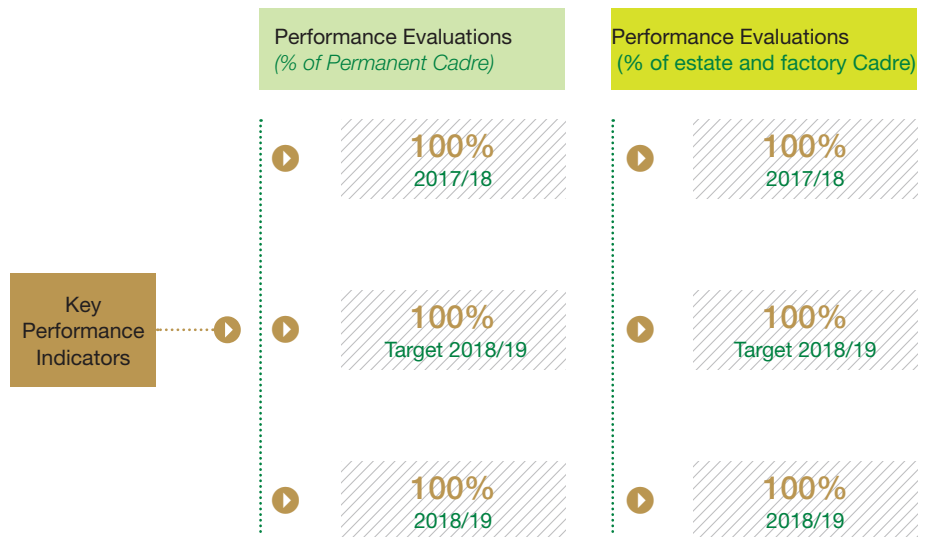 Performance Evaluations
(% of Permanent Cadre)
Performance Evaluations
(% of estate and factory Cadre)
Key
Performance
Indicators
100%
2017/18
100%
Target 2018/19
100%
2018/19
100%
2017/18
100%
Target 2018/19
100%
2018/19